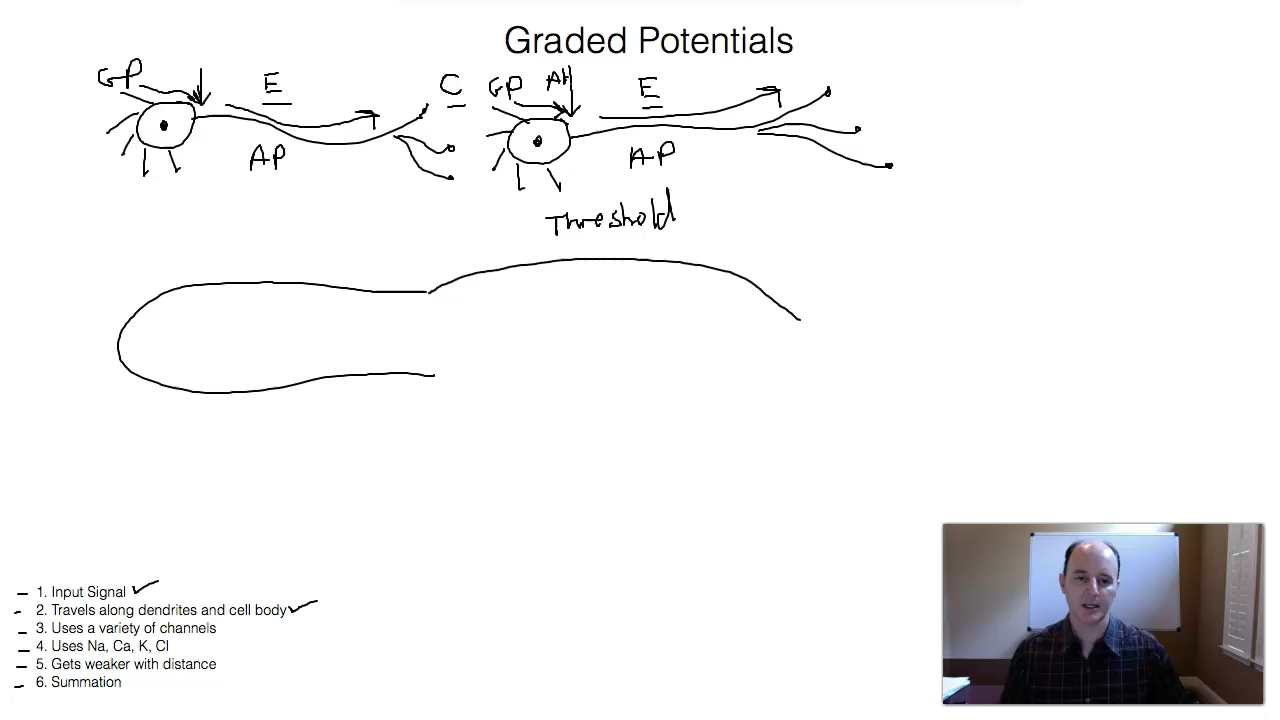 Graded Potentials
GP E C GP AH E
AP AP
Threshold
1. Input Signal
2. Travels along dendrites and cell body
3. Uses a variety of channels
4. Uses Na, Ca, K, Cl
5. Gets weaker with distance
6. Summation